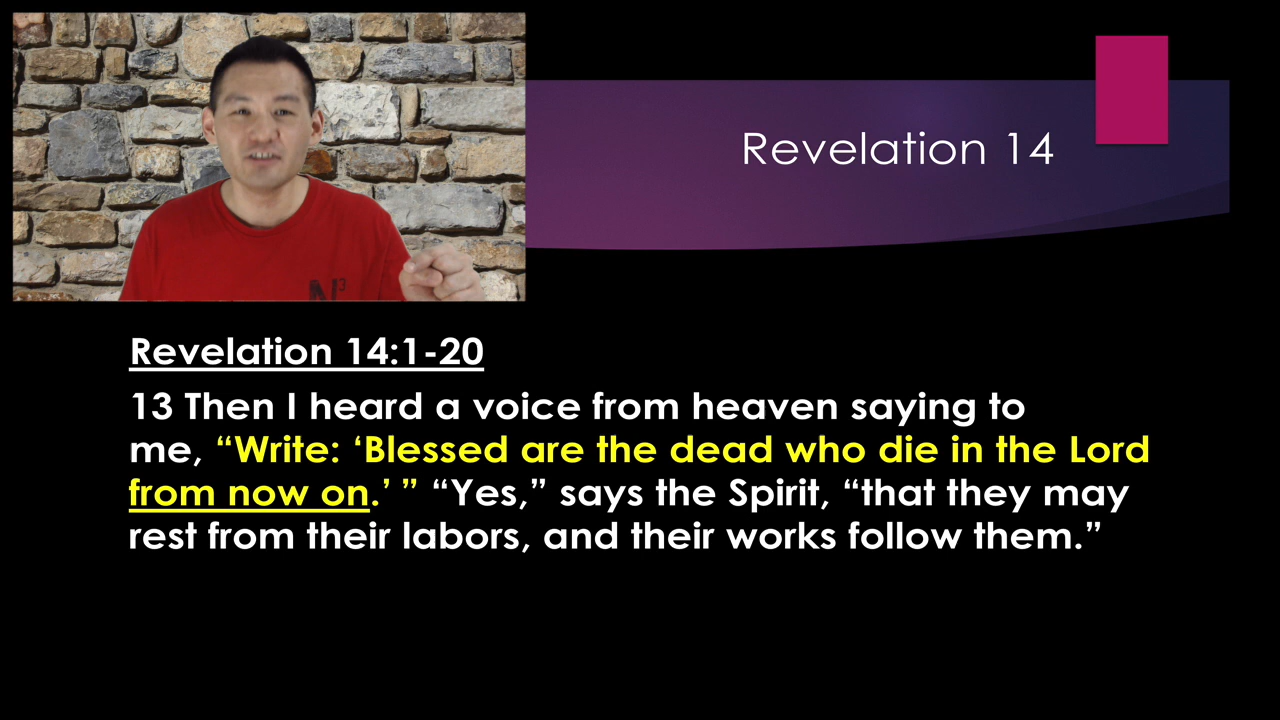 N3
Revelation 14
Revelation 14:1-20
13 Then I heard a voice from heaven saying to
me, “Write: ‘Blessed are the dead who die in the Lord
from now on.’ ” “Yes,” says the Spirit, “that they may
rest from their labors, and their works follow them.”